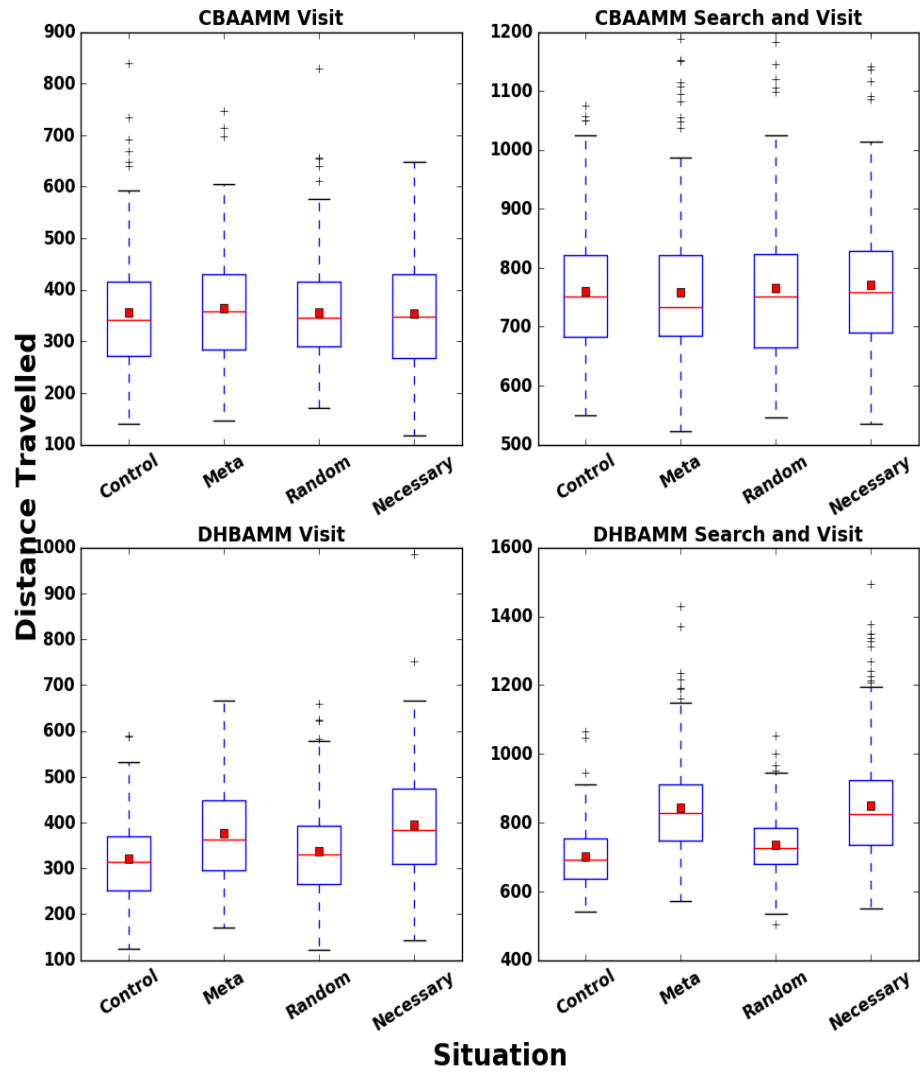 CBAAMM Visit
900
800
700
600
500
400
300
200
100
Control
Meta
Random
Necessary
CBAAMM Search and Visit
1200
1100
1000
900
800
700
600
500
Control
Meta
Random
Necessary
Distance Travelled
DHBAMM Visit
1000
900
800
700
600
500
400
300
200
100
Control
Meta
Random
Necessary
DHBAMM Search and Visit
1600
1400
1200
1000
800
600
400
Control
Meta
Random
Necessary
Situation